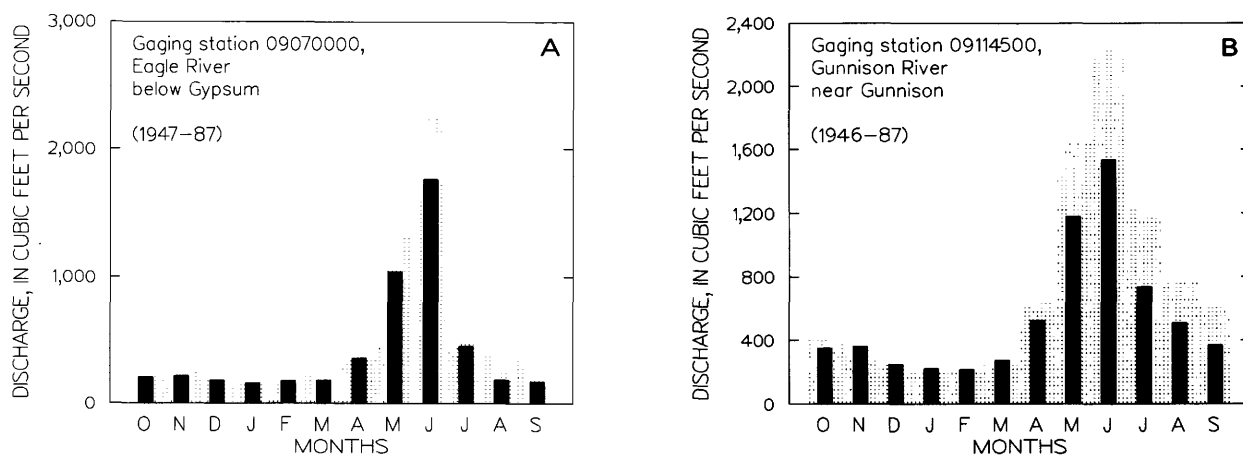 DISCHARGE, IN CUBIC FEET PER SECOND
3,000
2,000
1,000
0
Gaging station 09070000,
Eagle River
below Gypsum
(1947–87)
A
O N D J F M A M J J A S
MONTHS
DISCHARGE, IN CUBIC FEET PER SECOND
2,400
2,000
1,600
1,200
800
400
0
Gaging station 09114500,
Gunnison River
near Gunnison
(1946–87)
B
O N D J F M A M J J A S
MONTHS